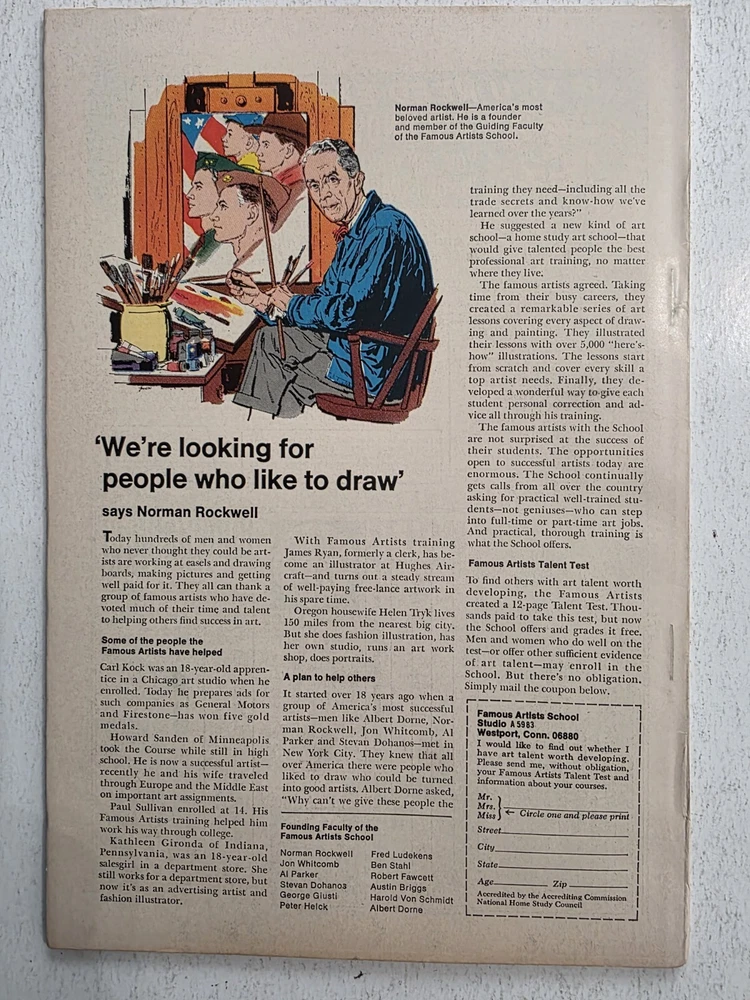 Norman Rockwell—America's most
beloved artist. He is a founder
and member of the Guiding Faculty
of the Famous Artists School.
'We're looking for
people who like to draw'
says Norman Rockwell
Today hundreds of men and women
who never thought they could be art-
ists are working at easels and drawing
boards, making pictures and getting
well paid for it. They all can thank a
group of famous artists who have de-
voted much of their time and talent
to helping others find success in art.
Some of the people the
Famous Artists have helped
Carl Kock was an 18-year-old appren-
tice in a Chicago art studio when he
enrolled. Today he prepares ads for
such companies as General Motors
and Firestone—has won five gold
medals.
Howard Sanden of Minneapolis
took the Course while still in high
school. He is now a successful artist—
recently he and his wife traveled
through Europe and the Middle East
on important art assignments.
Paul Sullivan enrolled at 14. His
Famous Artists training helped him
work his way through college.
Kathleen Gironda of Indiana,
Pennsylvania, was an 18-year-old
salesgirl in a department store. She
still works for a department store, but
now it's as an advertising artist and
fashion illustrator.
With Famous Artists training
James Ryan, formerly a clerk, has be-
come an illustrator at Hughes Air-
craft—and turns out a steady stream
of well-paying free-lance artwork in
his spare time.
Oregon housewife Helen Tryk lives
150 miles from the nearest big city.
But she does fashion illustration, has
her own studio, runs an art work
shop, does portraits.
A plan to help others
It started over 18 years ago when a
group of America's most successful
artists—men like Albert Dorne, Nor-
man Rockwell, Jon Whitcomb, Al
Parker and Stevan Dohanos—met in
New York City. They knew that all
over America there were people who
liked to draw who could be turned
into good artists. Albert Dorne asked,
"Why can't we give these people the
Founding Faculty of the
Famous Artists School
Norman Rockwell
Jon Whitcomb
Al Parker
Stevan Dohanos
George Giusti
Peter Helck
Fred Ludekens
Ben Stahl
Robert Fawcett
Austin Briggs
Harold Von Schmidt
Albert Dorne
training they need—including all the
trade secrets and know-how we've
learned over the years?"
He suggested a new kind of art
school—a home study art school—that
would give talented people the best
professional art training, no matter
where they live.
The famous artists agreed. Taking
time from their busy careers, they
created a remarkable series of art
lessons covering every aspect of draw-
ing and painting. They illustrated
their lessons with over 5,000 "here's-
how" illustrations. The lessons start
from scratch and cover every skill a
top artist needs. Finally, they de-
veloped a wonderful way to give each
student personal correction and ad-
vice all through his training.
The famous artists with the School
are not surprised at the success of
their students. The opportunities
open to successful artists today are
enormous. The School continually
gets calls from all over the country
asking for practical well-trained stu-
dents—not geniuses—who can step
into full-time or part-time art jobs.
And practical, thorough training is
what the School offers.
Famous Artists Talent Test
To find others with art talent worth
developing, the Famous Artists
created a 12-page Talent Test. Thou-
sands paid to take this test, but now
the School offers and grades it free.
Men and women who do well on the
test—or offer other sufficient evidence
of art talent—may enroll in the
School. But there's no obligation.
Simply mail the coupon below.
Famous Artists School
Studio A5983
Westport, Conn. 06880
I would like to find out whether I
have art talent worth developing.
Please send me, without obligation,
your Famous Artists Talent Test and
information about your courses.
Mr.
Mrs.
Miss
Circle one and please print
Street
City
State
Age Zip
Accredited by the Accrediting Commission
National Home Study Council